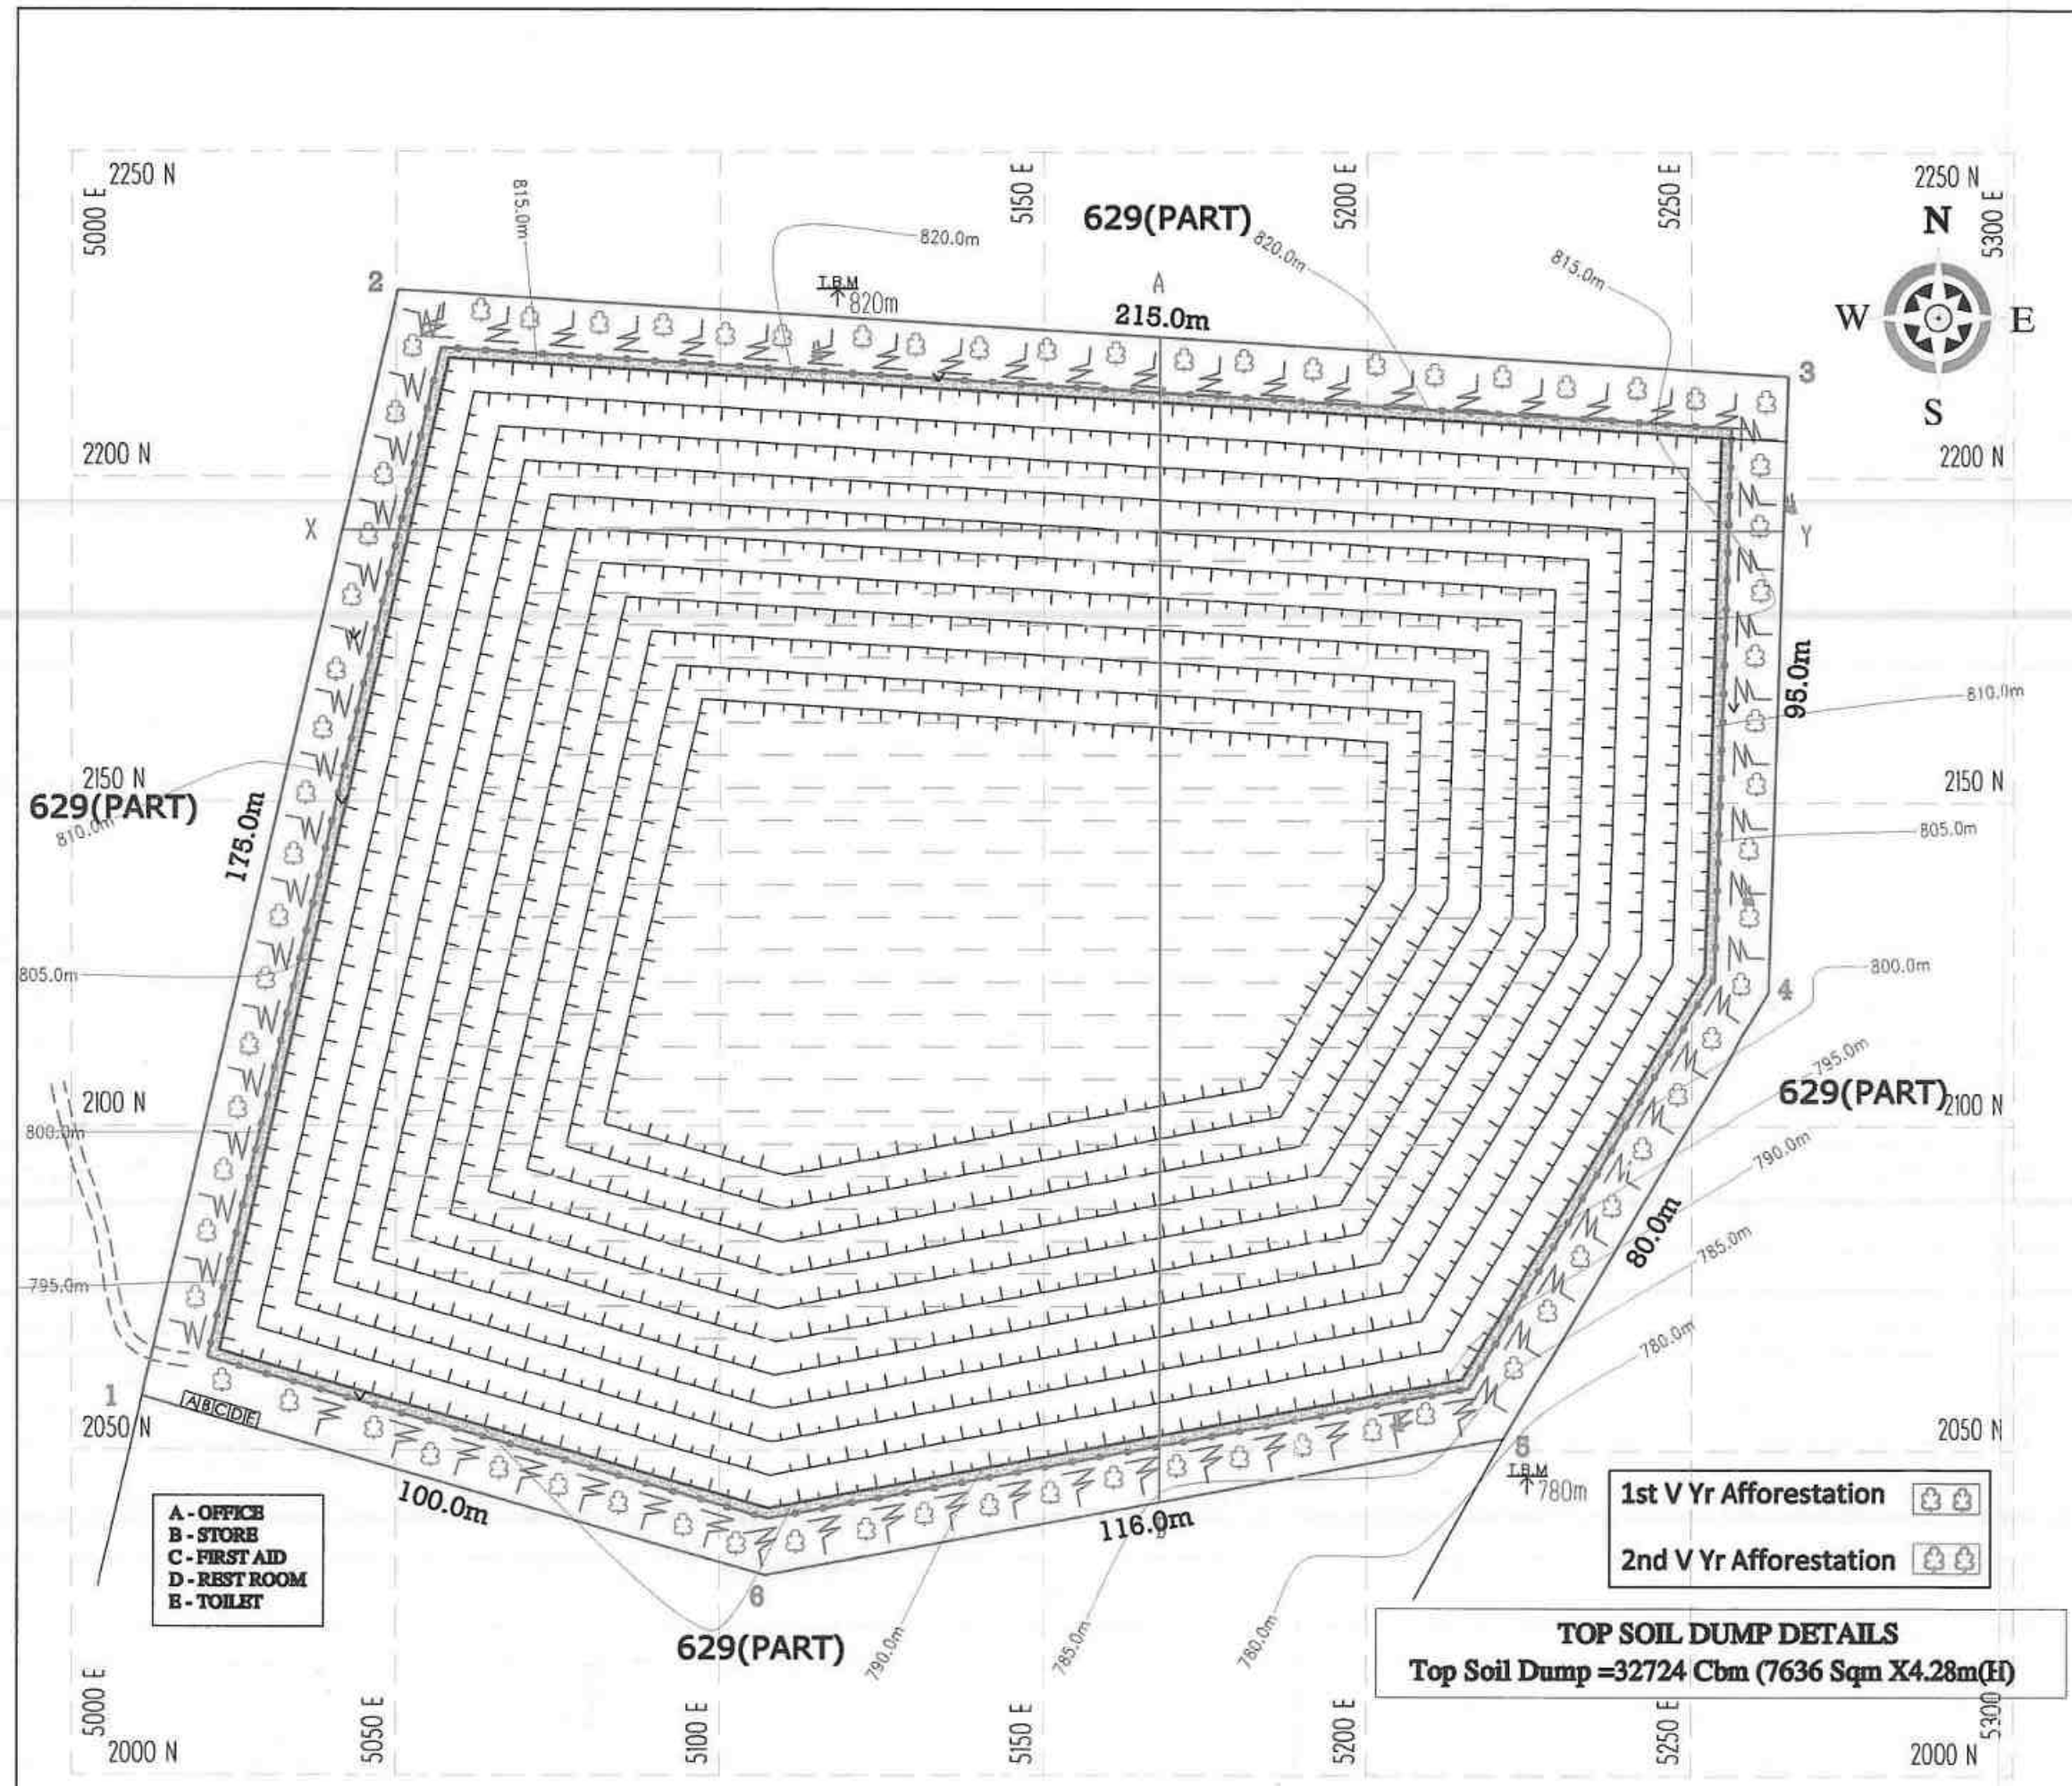 2250 N
5000 E
815.0m
820.0m
5150 E
629(PART)
820.0m
5200 E
815.0m
5250 E
2250 N
5300 E
N
W
E
S
2
T.B.M
820m
A
215.0m
3
2200 N
2200 N
X
Y
95.0m
810.0m
2150 N
629(PART)
810.0m
175.0m
2150 N
805.0m
805.0m
800.0m
4
795.0m
629(PART)
2100 N
2100 N
800.0m
790.0m
80.0m
785.0m
795.0m
780.0m
1
A B C D E
2050 N
2050 N
5
T.B.M
780m
100.0m
116.0m
A - OFFICE
B - STORE
C - FIRST AID
D - REST ROOM
E - TOILET
1st V Yr Afforestation
2nd V Yr Afforestation
6
629(PART)
790.0m
785.0m
780.0m
TOP SOIL DUMP DETAILS
Top Soil Dump =32724 Cbm (7636 Sqm X4.28m(H)
5000 E
5050 E
5100 E
5150 E
5200 E
5250 E
5300
2000 N
2000 N